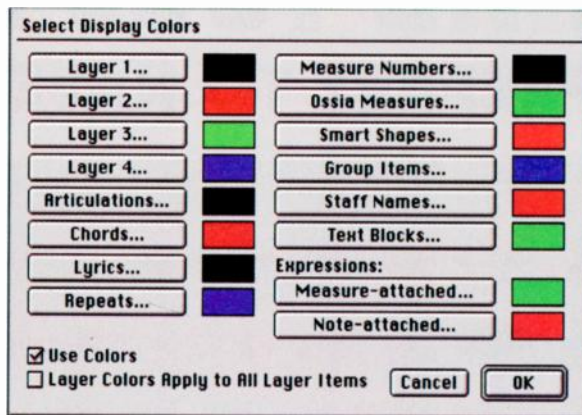 Select Display Colors
Layer 1...
Layer 2...
Layer 3...
Layer 4...
Articulations...
Chords...
Lyrics...
Repeats...
Measure Numbers...
Ossia Measures...
Smart Shapes...
Group Items...
Staff Names...
Text Blocks...
Expressions:
Measure-attached...
Note-attached...
Use Colors
Layer Colors Apply to All Layer Items
Cancel
OK